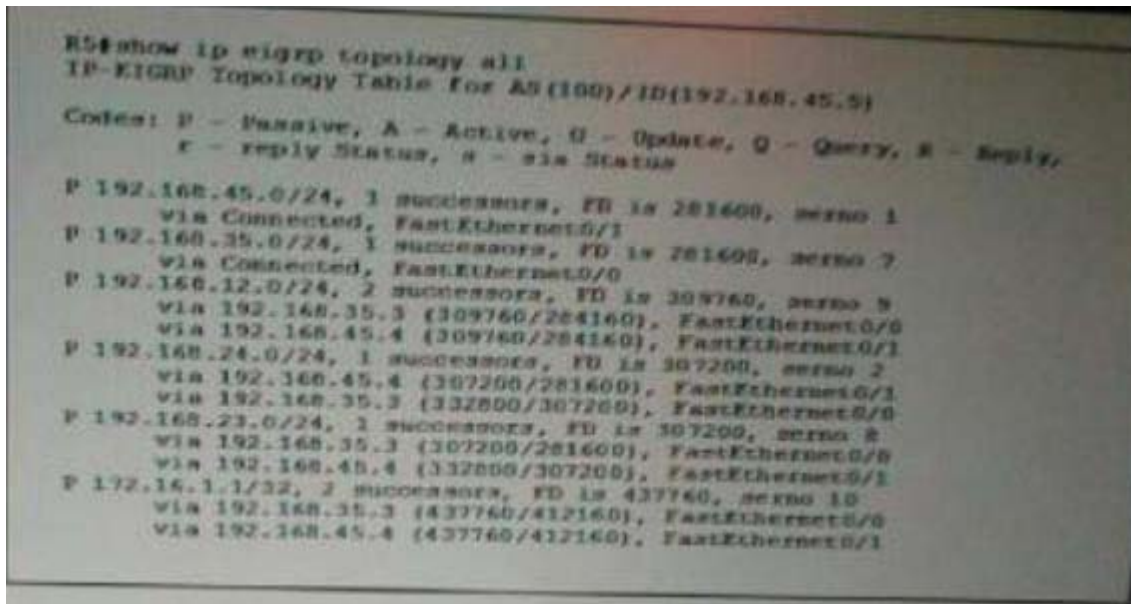 R5#show ip eigrp topology all
IP-EIGRP Topology Table for AS(100)/ID(192.168.45.5)
Codes: P - Passive, A - Active, U - Update, Q - Query, R - Reply,
r - reply Status, s - sia Status
P 192.168.45.0/24, 1 successors, FD is 281600, serno 1
via Connected, FastEthernet0/1
P 192.168.35.0/24, 1 successors, FD is 281600, serno 7
via Connected, FastEthernet0/0
P 192.168.12.0/24, 2 successors, FD is 309760, serno 9
via 192.168.35.3 (309760/284160), FastEthernet0/0
via 192.168.45.4 (309760/284160), FastEthernet0/1
P 192.168.24.0/24, 1 successors, FD is 307200, serno 2
via 192.168.45.4 (307200/281600), FastEthernet0/1
via 192.168.35.3 (332800/307200), FastEthernet0/0
P 192.168.23.0/24, 1 successors, FD is 307200, serno 8
via 192.168.35.3 (307200/281600), FastEthernet0/0
via 192.168.45.4 (332800/307200), FastEthernet0/1
P 172.16.1.1/32, 2 successors, FD is 437760, serno 10
via 192.168.35.3 (437760/412160), FastEthernet0/0
via 192.168.45.4 (437760/412160), FastEthernet0/1